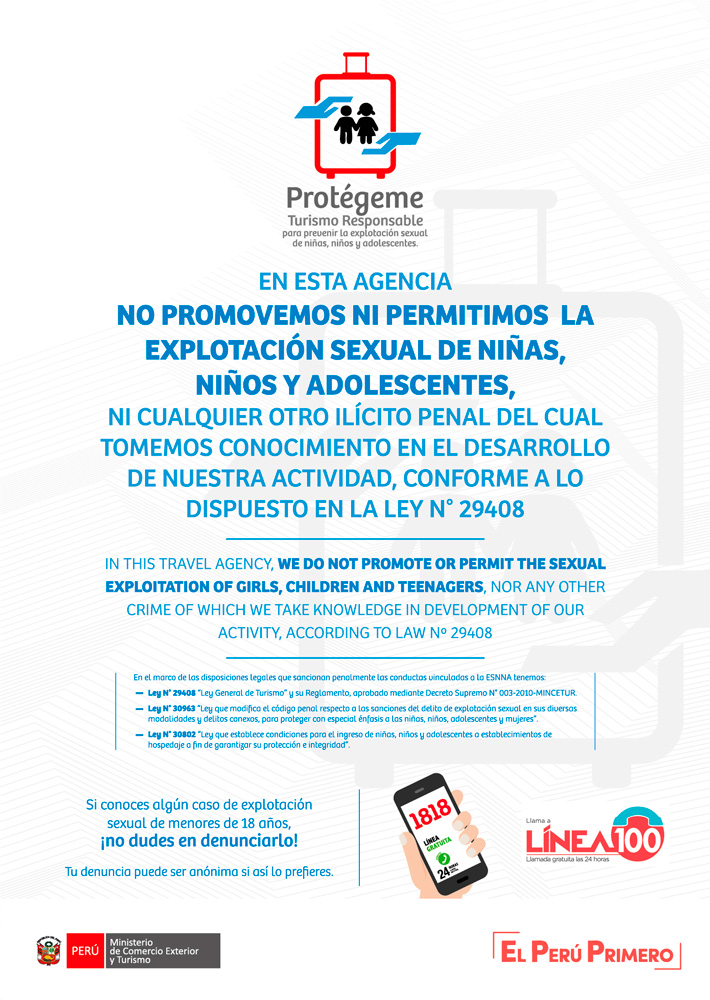 Protégeme
Turismo Responsable
para prevenir la explotación sexual
de niñas, niños y adolescentes.
EN ESTA AGENCIA
NO PROMOVEMOS NI PERMITIMOS LA
EXPLOTACIÓN SEXUAL DE NIÑAS,
NIÑOS Y ADOLESCENTES,
NI CUALQUIER OTRO ILÍCITO PENAL DEL CUAL
TOMEMOS CONOCIMIENTO EN EL DESARROLLO
DE NUESTRA ACTIVIDAD, CONFORME A LO
DISPUESTO EN LA LEY N° 29408
IN THIS TRAVEL AGENCY, WE DO NOT PROMOTE OR PERMIT THE SEXUAL
EXPLOITATION OF GIRLS, CHILDREN AND TEENAGERS, NOR ANY OTHER
CRIME OF WHICH WE TAKE KNOWLEDGE IN DEVELOPMENT OF OUR
ACTIVITY, ACCORDING TO LAW Nº 29408
En el marco de las disposiciones legales que sancionan penalmente las conductas vinculadas a la ESNNA tenemos:
— Ley N° 29408 "Ley General de Turismo" y su Reglamento, aprobado mediante Decreto Supremo N° 003-2010-MINCETUR.
— Ley N° 30963 "Ley que modifica el código penal respecto a las sanciones del delito de explotación sexual en sus diversas
modalidades y delitos conexos, para proteger con especial énfasis a las niñas, niños, adolescentes y mujeres".
— Ley N° 30802 "Ley que establece condiciones para el ingreso de niñas, niños y adolescentes a establecimientos de
hospedaje a fin de garantizar su protección e integridad".
Si conoces algún caso de explotación
sexual de menores de 18 años,
¡no dudes en denunciarlo!
Tu denuncia puede ser anónima si así lo prefieres.
1818
LÍNEA
GRATUITA
24 HORAS
Llama a
LÍNEA100
Llamada gratuita las 24 horas
PERÚ
Ministerio
de Comercio Exterior
y Turismo
EL PERÚ PRIMERO